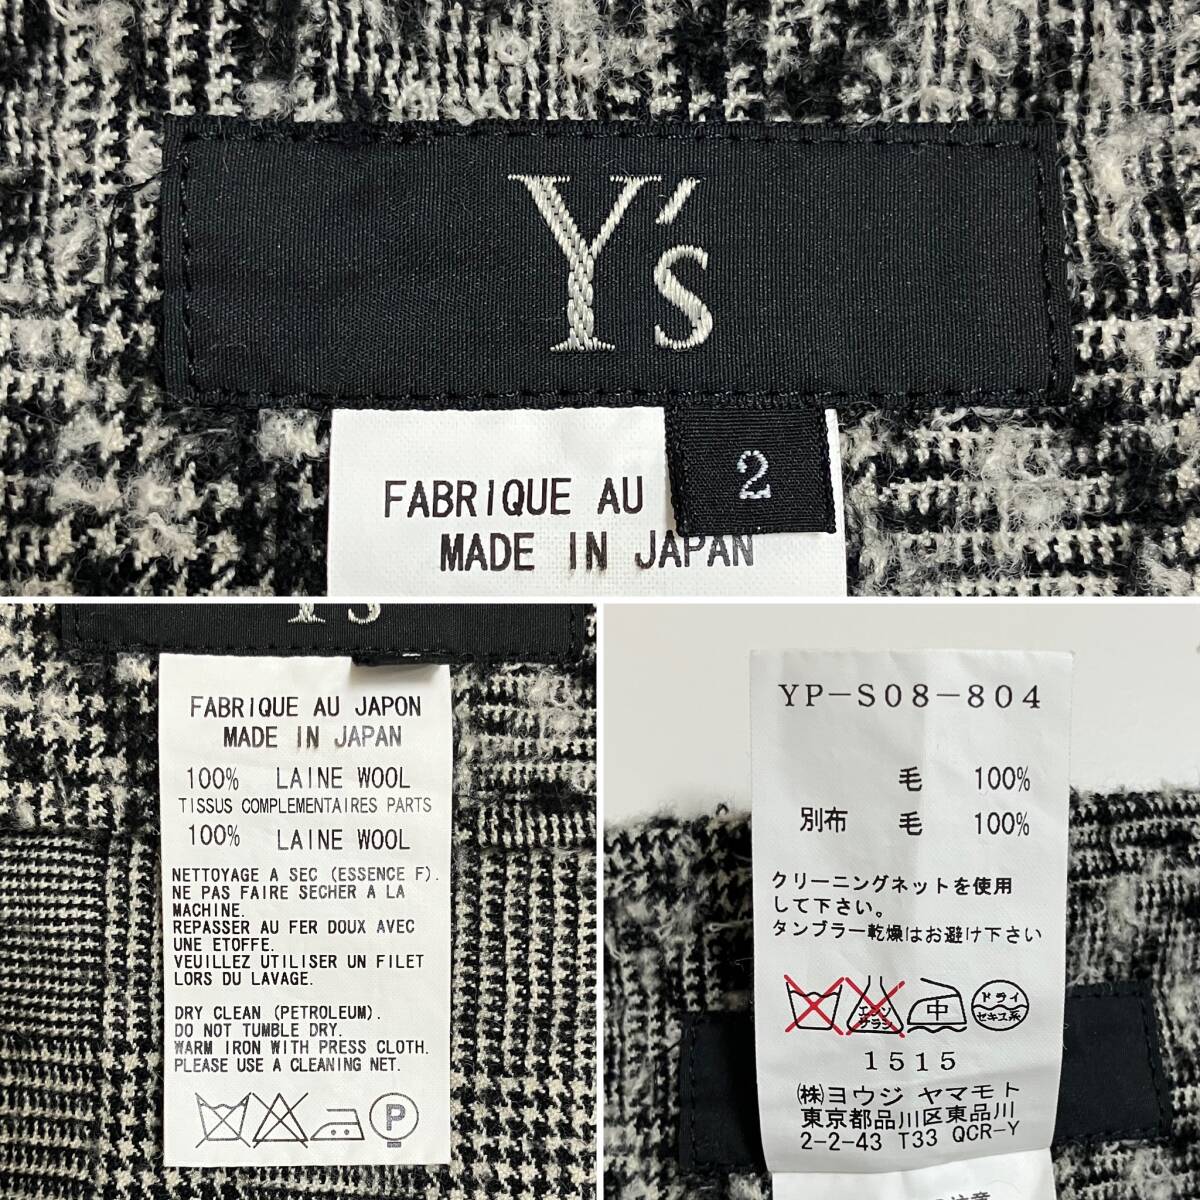 Y's
2
FABRIQUE AU
MADE IN JAPAN
Y's
FABRIQUE AU JAPON
MADE IN JAPAN
100% LAINE WOOL
TISSUS COMPLEMENTAIRES PARTS
100% LAINE WOOL
NETTOYAGE A SEC (ESSENCE F).
NE PAS FAIRE SECHER A LA
MACHINE.
REPASSER AU FER DOUX AVEC
UNE ETOFFE.
VEUILLEZ UTILISER UN FILET
LORS DU LAVAGE.
DRY CLEAN (PETROLEUM).
DO NOT TUMBLE DRY.
WARM IRON WITH PRESS CLOTH.
PLEASE USE A CLEANING NET.
P
YP-S08-804
毛 100%
別布 毛 100%
クリーニングネットを使用
して下さい。
タンブラー乾燥はお避け下さい
エンソ
サラシ
中
ドライ
セキユ系
1515
㈱ヨウジ ヤマモト
東京都品川区東品川
2-2-43 T33 QCR-Y
注意